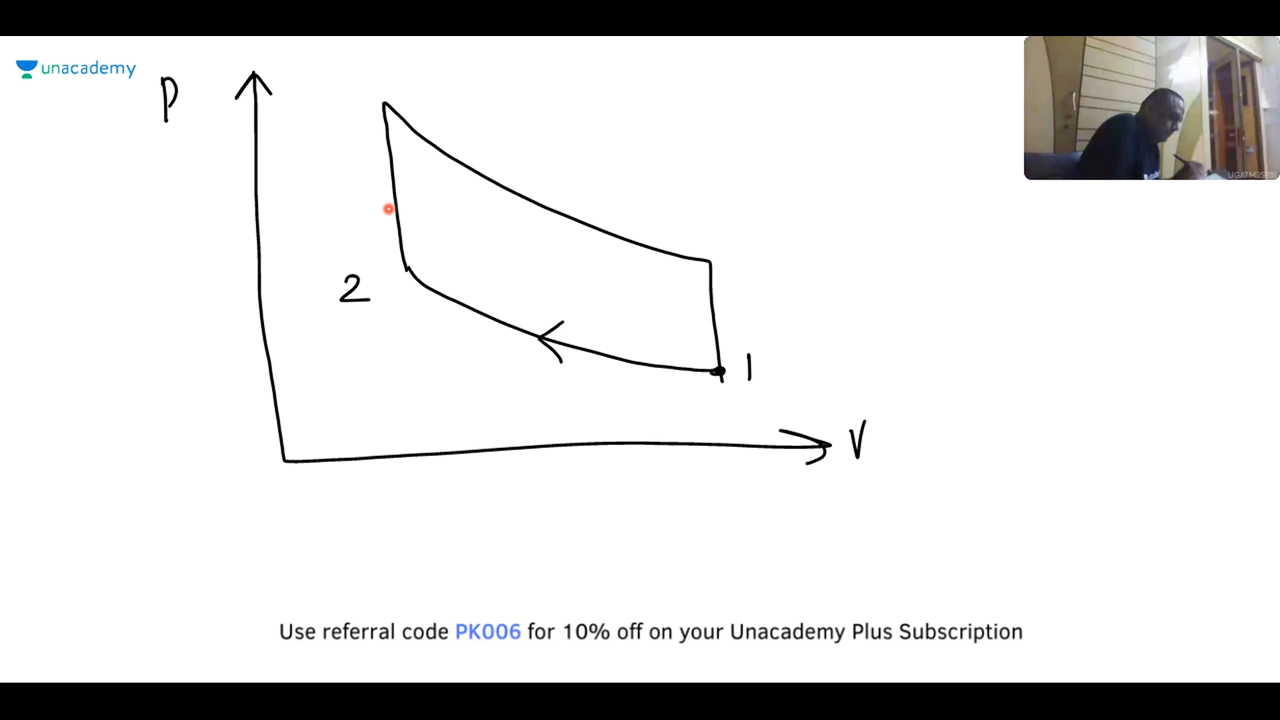 unacademy
P
2
1
V
Use referral code PK006 for 10% off on your Unacademy Plus Subscription